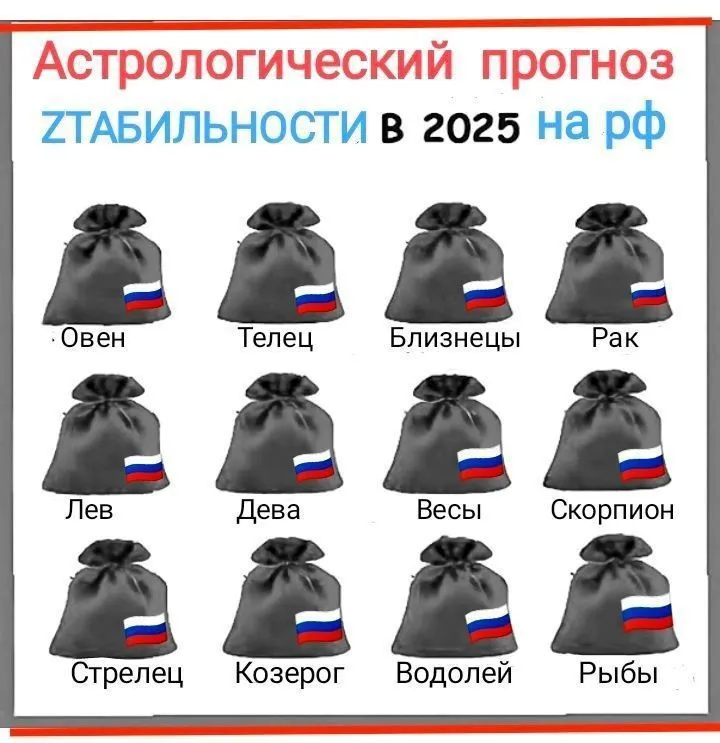 Астрологический прогноз
ZТАБИЛЬНОСТИ В 2025 на рф
Овен Телец Близнецы Рак
Лев Дева Весы Скорпион
Стрелец Козерог Водолей Рыбы